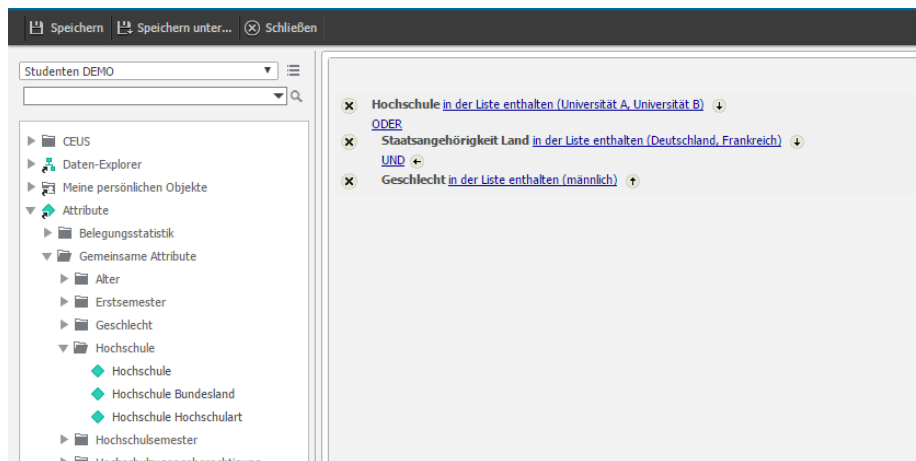 Speichern Speichern unter... Schließen
Studenten DEMO
CEUS
Daten-Explorer
Meine persönlichen Objekte
Attribute
Belegungsstatistik
Gemeinsame Attribute
Alter
Erstsemester
Geschlecht
Hochschule
Hochschule
Hochschule Bundesland
Hochschule Hochschulart
Hochschulsemester
Hochschule in der Liste enthalten (Universität A, Universität B)
ODER
Staatsangehörigkeit Land in der Liste enthalten (Deutschland, Frankreich)
UND
Geschlecht in der Liste enthalten (männlich)